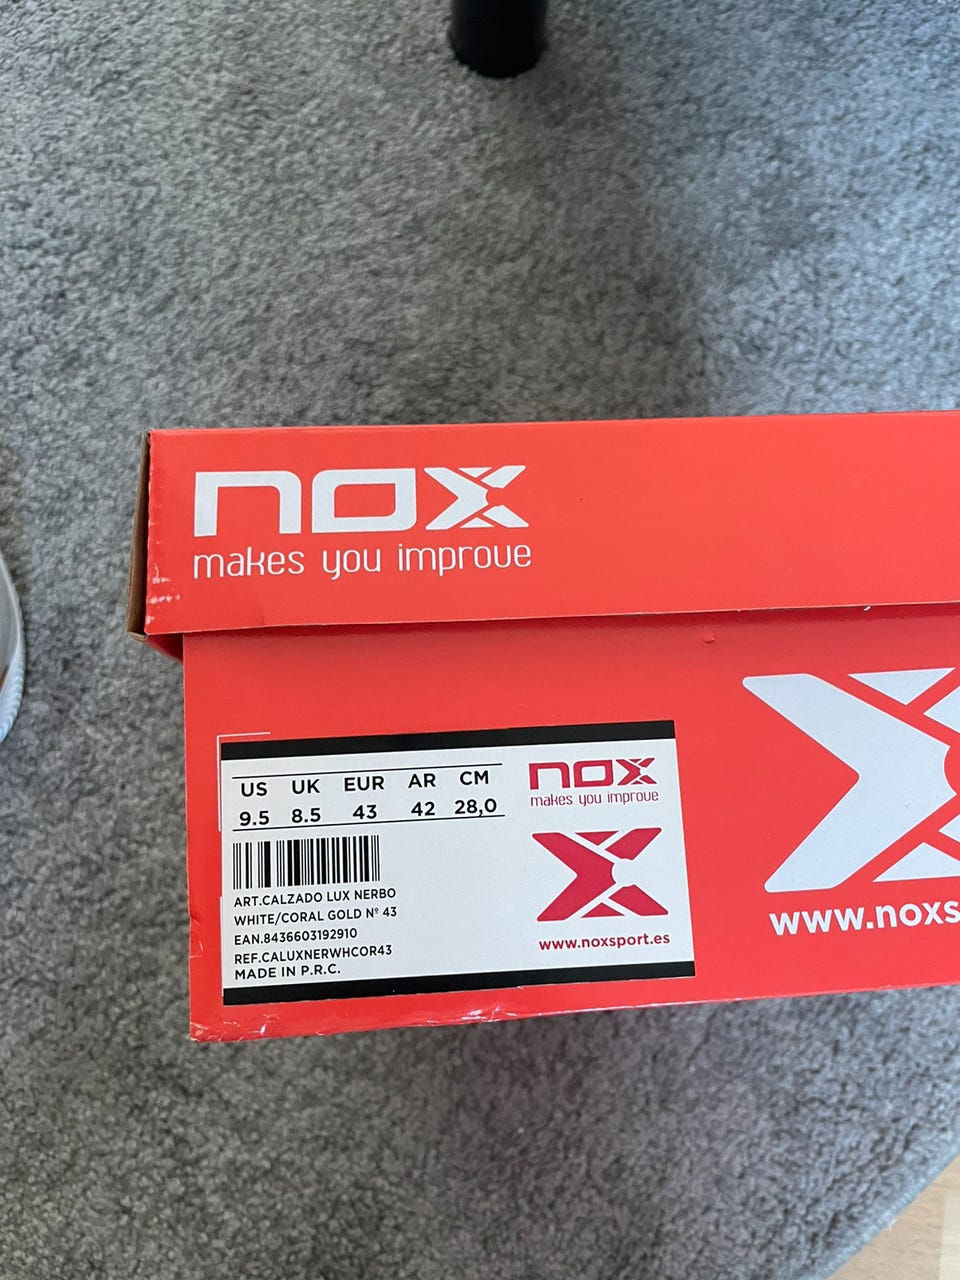 nox
makes you improve
US UK EUR AR CM
9.5 8.5 43 42 28,0
ART.CALZADO LUX NERBO
WHITE/CORAL GOLD Nº 43
EAN.8436603192910
REF.CALUXNERWHCOR43
MADE IN P.R.C.
nox
makes you improve
www.noxsport.es
www.noxs